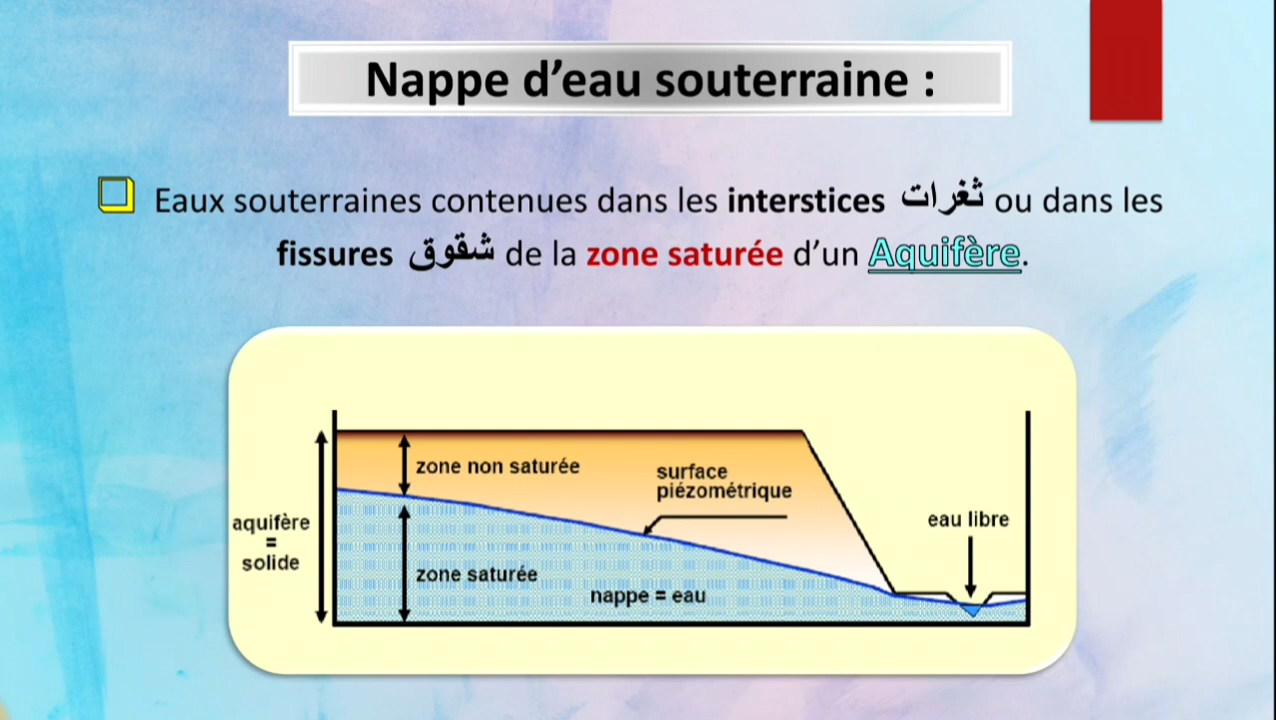 Nappe d’eau souterraine :
Eaux souterraines contenues dans les interstices ثغرات ou dans les
fissures شقوق de la zone saturée d’un Aquifère.
zone non saturée
surface
piézométrique
aquifère
=
solide
eau libre
zone saturée
nappe = eau